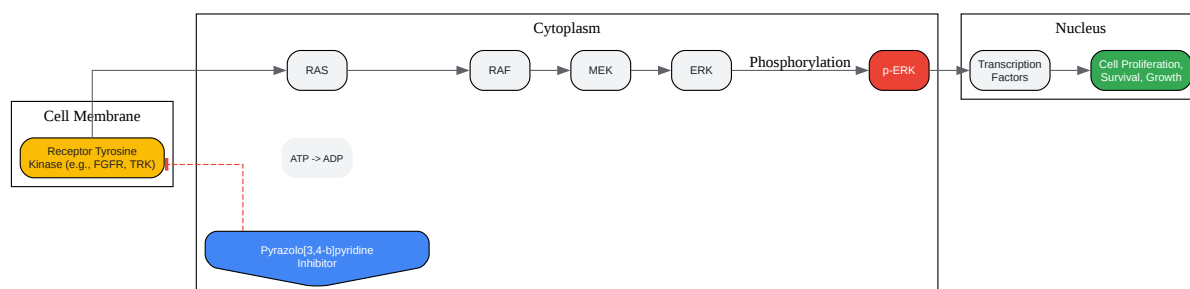 Cytoplasm
Nucleus
RAS
RAF
MEK
ERK
Phosphorylation
p-ERK
Transcription
Factors
Cell Proliferation,
Survival, Growth
Cell Membrane
Receptor Tyrosine
Kinase (e.g., FGFR, TRK)
ATP -> ADP
Pyrazolo[3,4-b]pyridine
Inhibitor